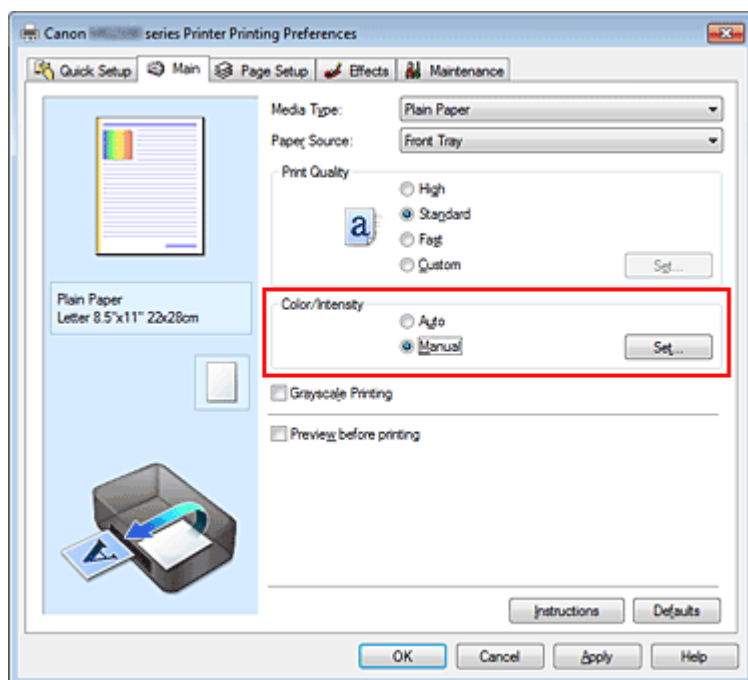 Canon series Printer Printing Preferences
Quick Setup Main Page Setup Effects Maintenance
Media Type: Plain Paper
Paper Source: Front Tray
Print Quality
High
a Standard
Fast
Custom Set...
Plain Paper
Letter 8.5"x11" 22x28cm
Color/Intensity
Auto
Manual Set...
Grayscale Printing
Preview before printing
A
Instructions Defaults
OK Cancel Apply Help